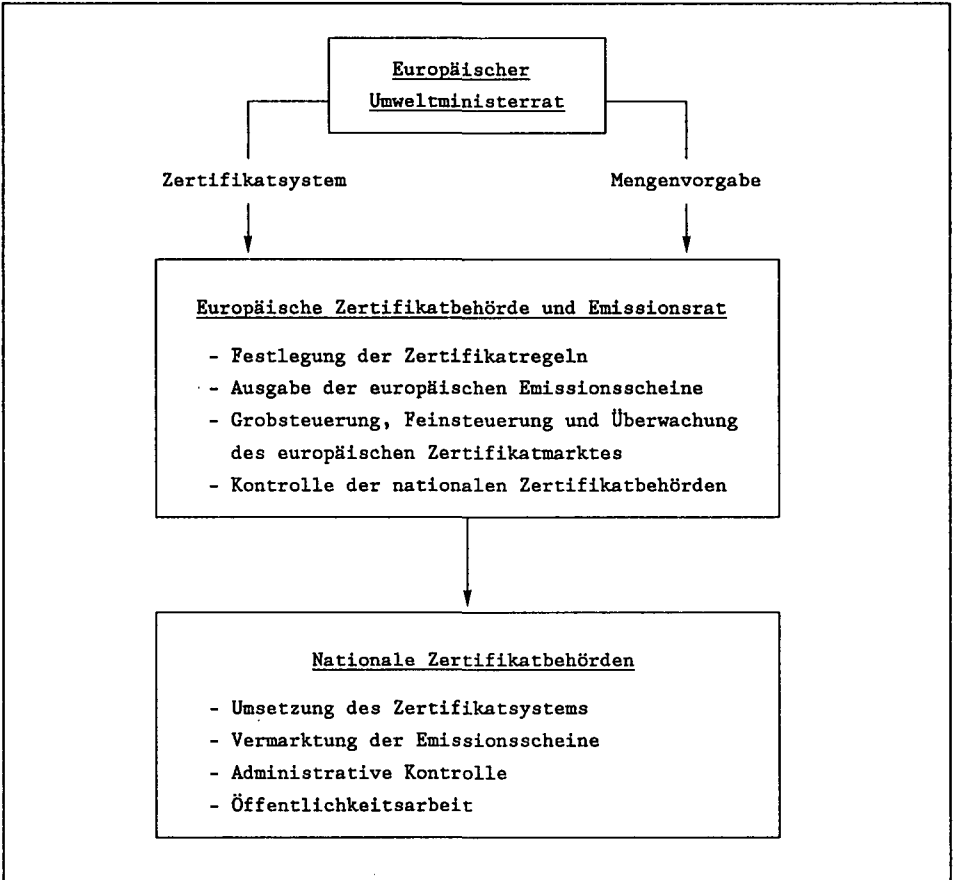 Europäischer
Umweltministerrat
Zertifikatsystem Mengenvorgabe
Europäische Zertifikatbehörde und Emissionsrat
- Festlegung der Zertifikatregeln
- Ausgabe der europäischen Emissionsscheine
- Grobsteuerung, Feinsteuerung und Überwachung
des europäischen Zertifikatmarktes
- Kontrolle der nationalen Zertifikatbehörden
Nationale Zertifikatbehörden
- Umsetzung des Zertifikatsystems
- Vermarktung der Emissionsscheine
- Administrative Kontrolle
- Öffentlichkeitsarbeit